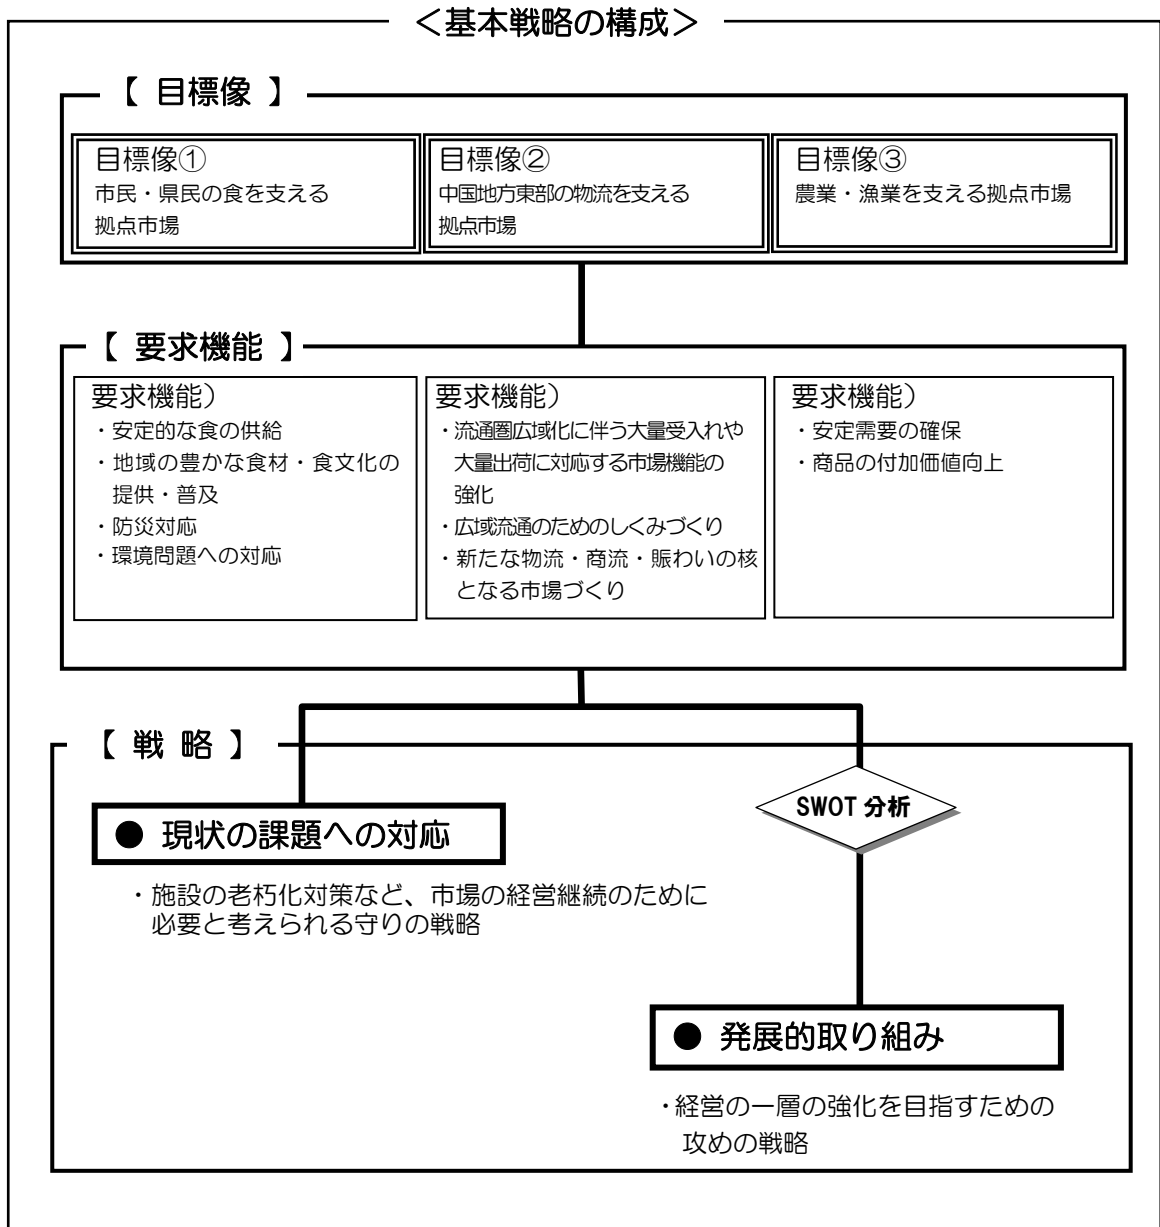 ＜基本戦略の構成＞
【 目標像 】
目標像①
市民・県民の食を支える
拠点市場
目標像②
中国地方東部の物流を支える
拠点市場
目標像③
農業・漁業を支える拠点市場
【 要求機能 】
要求機能）
・安定的な食の供給
・地域の豊かな食材・食文化の
提供・普及
・防災対応
・環境問題への対応
要求機能）
・流通圏広域化に伴う大量受入れや
大量出荷に対応する市場機能の
強化
・広域流通のためのしくみづくり
・新たな物流・商流・賑わいの核
となる市場づくり
要求機能）
・安定需要の確保
・商品の付加価値向上
【 戦 略 】
● 現状の課題への対応
・施設の老朽化対策など、市場の経営継続のために
必要と考えられる守りの戦略
SWOT 分析
● 発展的取り組み
・経営の一層の強化を目指すための
攻めの戦略